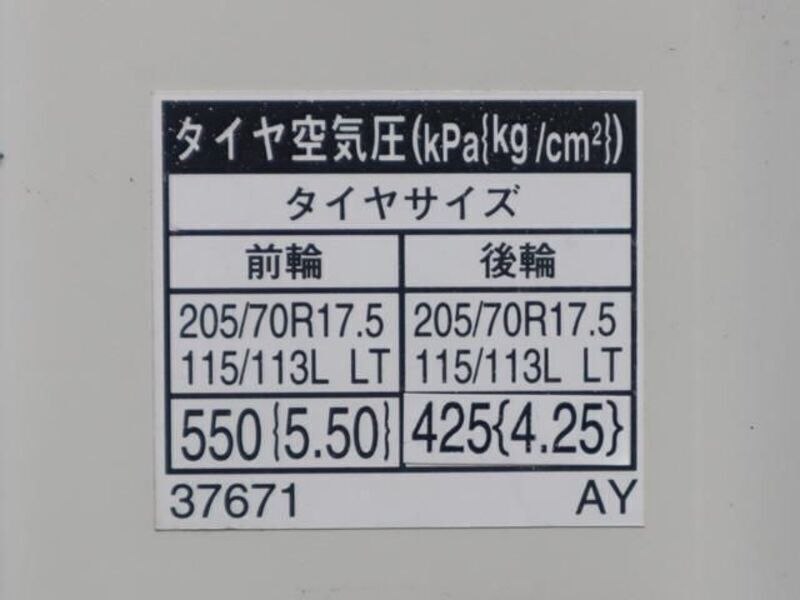 タイヤ空気圧(kPa{kg/cm²})
タイヤサイズ
前輪 後輪
205/70R17.5 205/70R17.5
115/113L LT 115/113L LT
550{5.50} 425{4.25}
37671 AY